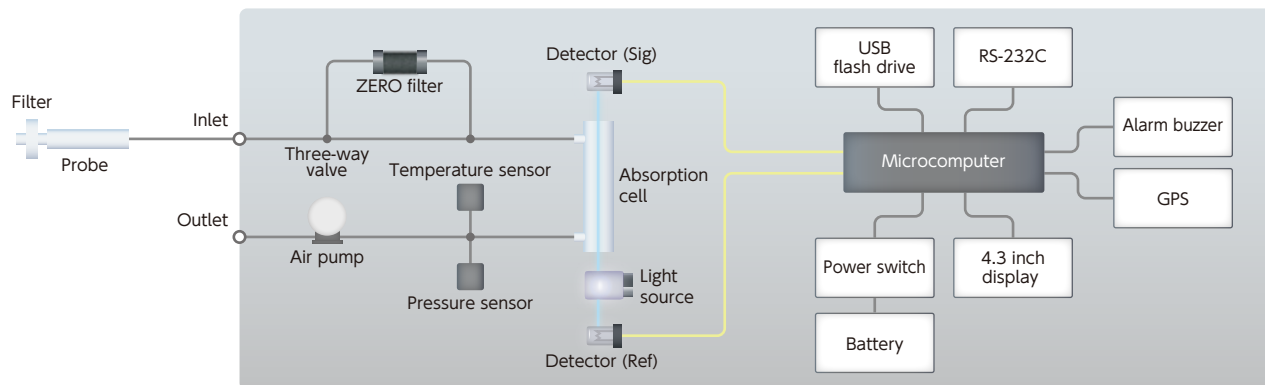 Filter
Probe
Inlet
Outlet
ZERO filter
Three-way
valve
Temperature sensor
Air pump
Pressure sensor
Detector (Sig)
Absorption
cell
Light
source
Detector (Ref)
USB
flash drive
RS-232C
Microcomputer
Alarm buzzer
GPS
Power switch
4.3 inch
display
Battery